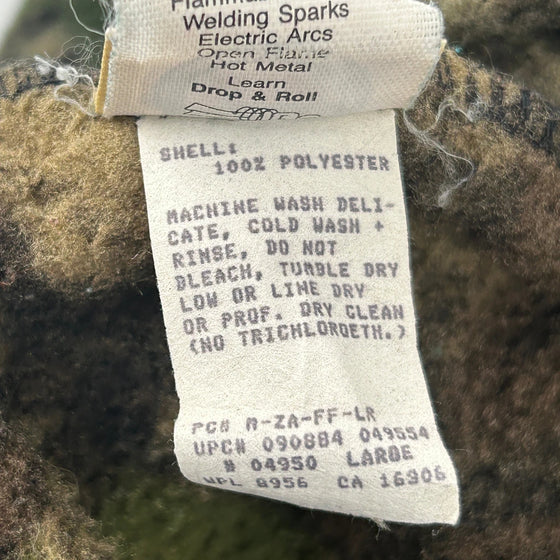 Welding Sparks
Electric Arcs
Open Flame
Hot Metal
Learn
Drop & Roll
SHELL:
100% POLYESTER
MACHINE WASH DELI-
CATE, COLD WASH +
RINSE, DO NOT
BLEACH, TUMBLE DRY
LOW OR LINE DRY
OR PROF. DRY CLEAN
(NO TRICHLOROETH.)
PC# M-ZA-FF-LR
UPC# 090884 049554
# 04950 LARGE
WPL 8956 CA 16906